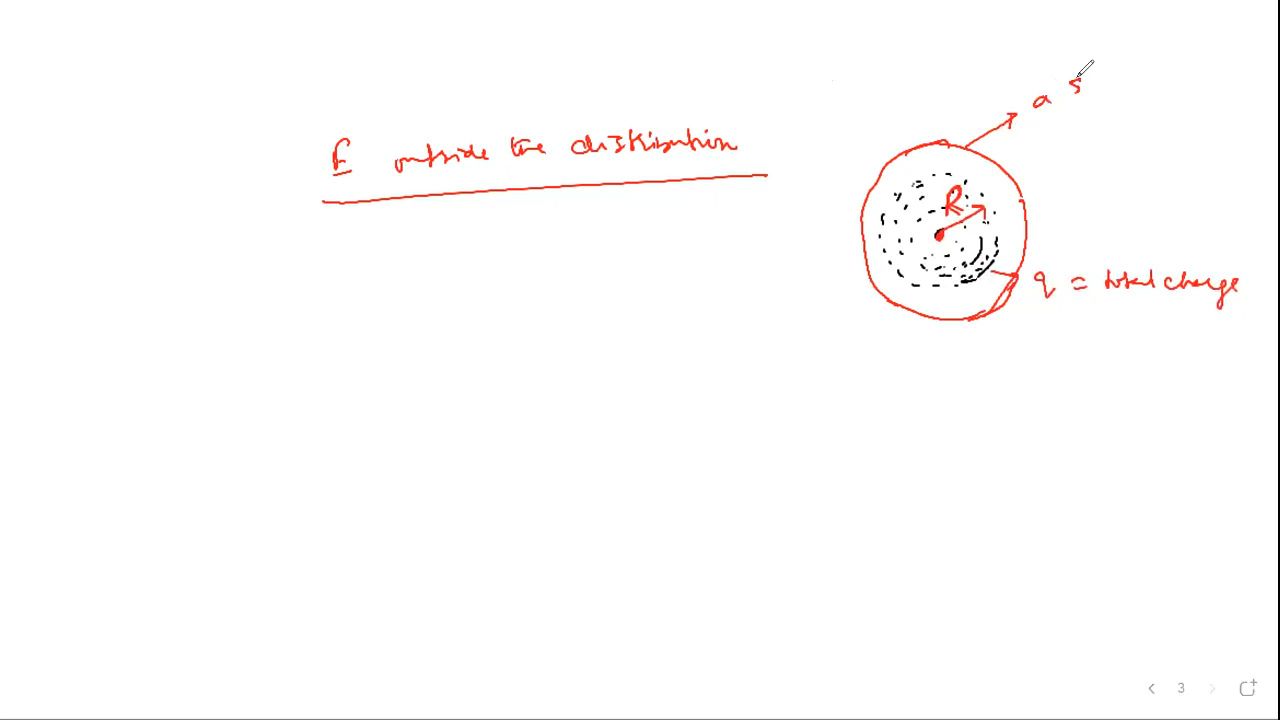 E outside the distribution
a s
R
q = total charge
3